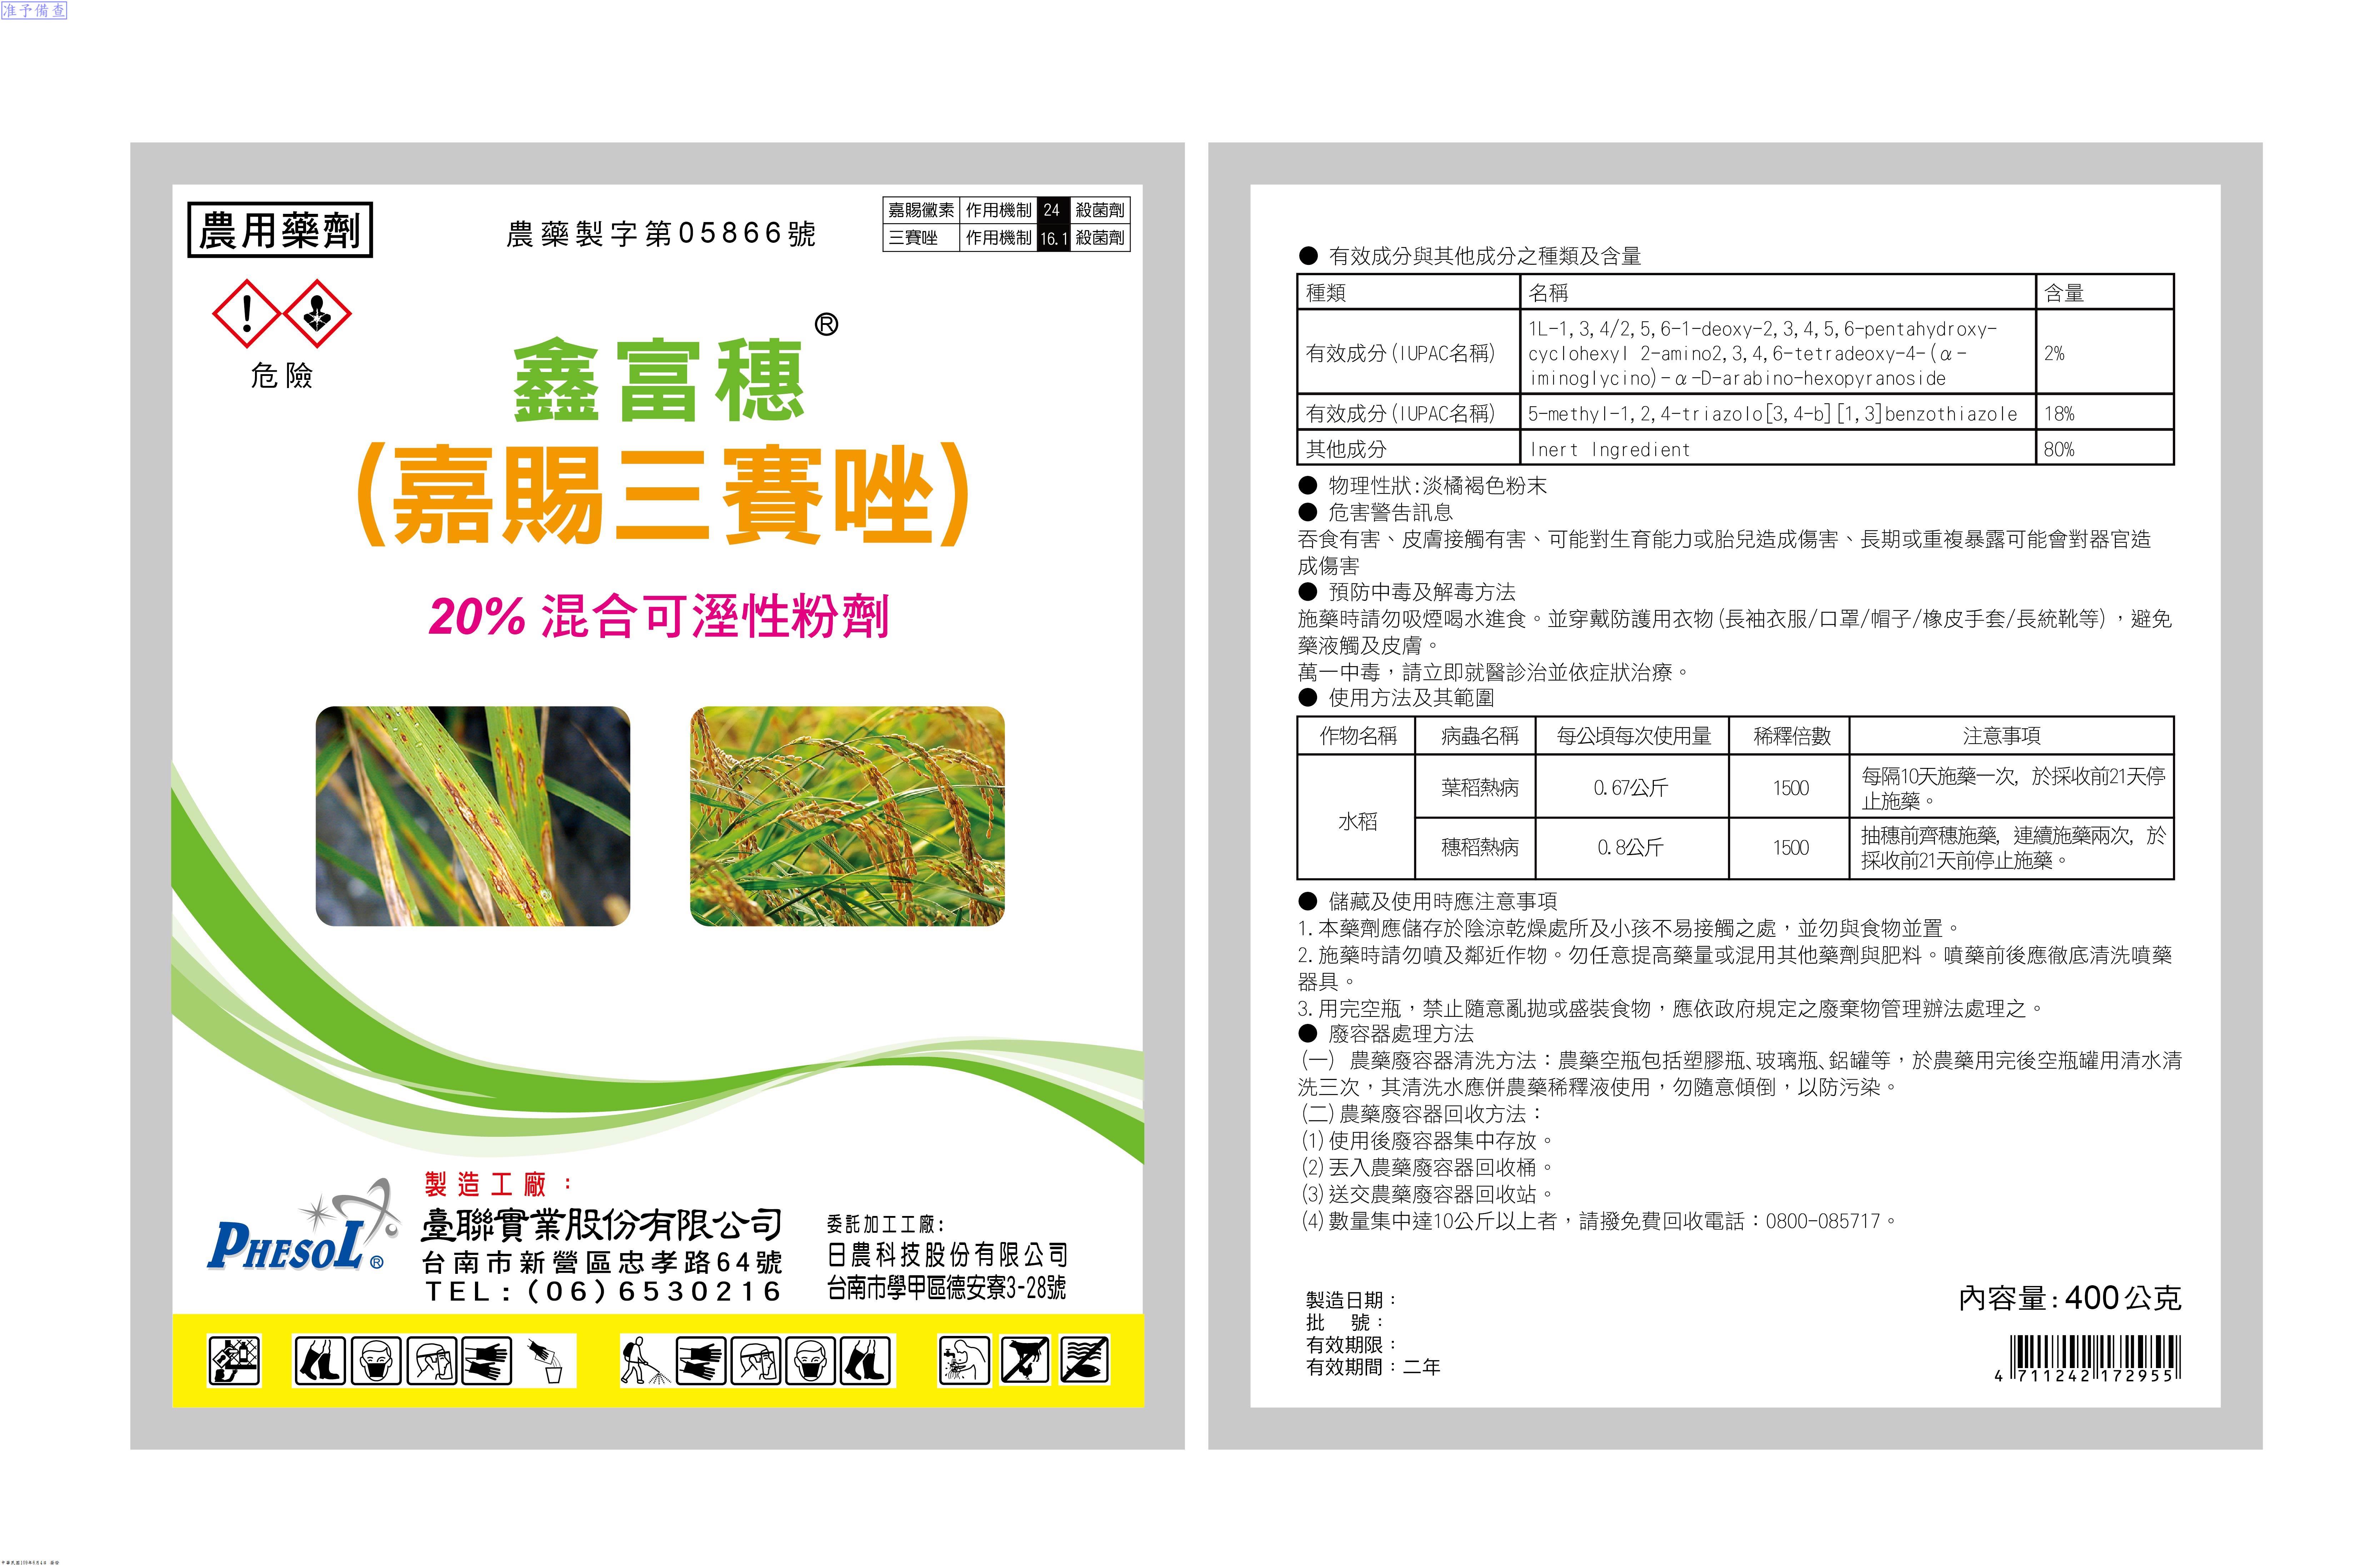 准予備查
農用藥劑
農藥製字第05866號
嘉賜黴素 作用機制 24 殺菌劑
三賽唑 作用機制 16.1 殺菌劑
危險
鑫富穗®
(嘉賜三賽唑)
20% 混合可溼性粉劑
製造工廠：
臺聯實業股份有限公司
台南市新營區忠孝路64號
TEL:(06)6530216
PHESOL®
委託加工工廠:
日農科技股份有限公司
台南市學甲區德安寮3-28號
● 有效成分與其他成分之種類及含量
種類 名稱 含量
有效成分(IUPAC名稱) 1L-1,3,4/2,5,6-1-deoxy-2,3,4,5,6-pentahydroxy-
cyclohexyl 2-amino2,3,4,6-tetradeoxy-4-(α-
iminoglycino)-α-D-arabino-hexopyranoside 2%
有效成分(IUPAC名稱) 5-methyl-1,2,4-triazolo[3,4-b][1,3]benzothiazole 18%
其他成分 Inert Ingredient 80%
● 物理性狀:淡橘褐色粉末
● 危害警告訊息
吞食有害、皮膚接觸有害、可能對生育能力或胎兒造成傷害、長期或重複暴露可能會對器官造
成傷害
● 預防中毒及解毒方法
施藥時請勿吸煙喝水進食。並穿戴防護用衣物(長袖衣服/口罩/帽子/橡皮手套/長統靴等)，避免
藥液觸及皮膚。
萬一中毒，請立即就醫診治並依症狀治療。
● 使用方法及其範圍
作物名稱 病蟲名稱 每公頃每次使用量 稀釋倍數 注意事項
水稻 葉稻熱病 0.67公斤 1500 每隔10天施藥一次, 於採收前21天停
止施藥。
穗稻熱病 0.8公斤 1500 抽穗前齊穗施藥, 連續施藥兩次, 於
採收前21天前停止施藥。
● 儲藏及使用時應注意事項
1.本藥劑應儲存於陰涼乾燥處所及小孩不易接觸之處，並勿與食物並置。
2.施藥時請勿噴及鄰近作物。勿任意提高藥量或混用其他藥劑與肥料。噴藥前後應徹底清洗噴藥
器具。
3.用完空瓶，禁止隨意亂拋或盛裝食物，應依政府規定之廢棄物管理辦法處理之。
● 廢容器處理方法
(一) 農藥廢容器清洗方法：農藥空瓶包括塑膠瓶、玻璃瓶、鋁罐等，於農藥用完後空瓶罐用清水清
洗三次，其清洗水應併農藥稀釋液使用，勿隨意傾倒，以防污染。
(二)農藥廢容器回收方法：
(1)使用後廢容器集中存放。
(2)丟入農藥廢容器回收桶。
(3)送交農藥廢容器回收站。
(4)數量集中達10公斤以上者，請撥免費回收電話：0800-085717。
製造日期：
批　號：
有效期限：
有效期間：二年
內容量：400公克
4 711242 172955